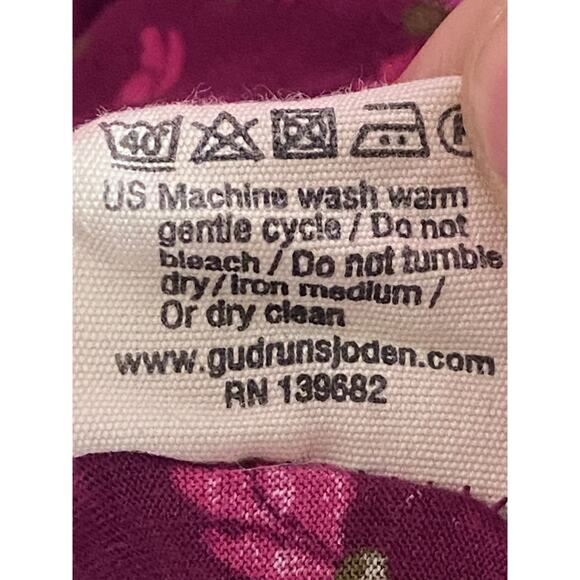 40
US Machine wash warm
gentle cycle / Do not
bleach / Do not tumble
dry / Iron medium /
Or dry clean
www.gudrunsjoden.com
RN 139682